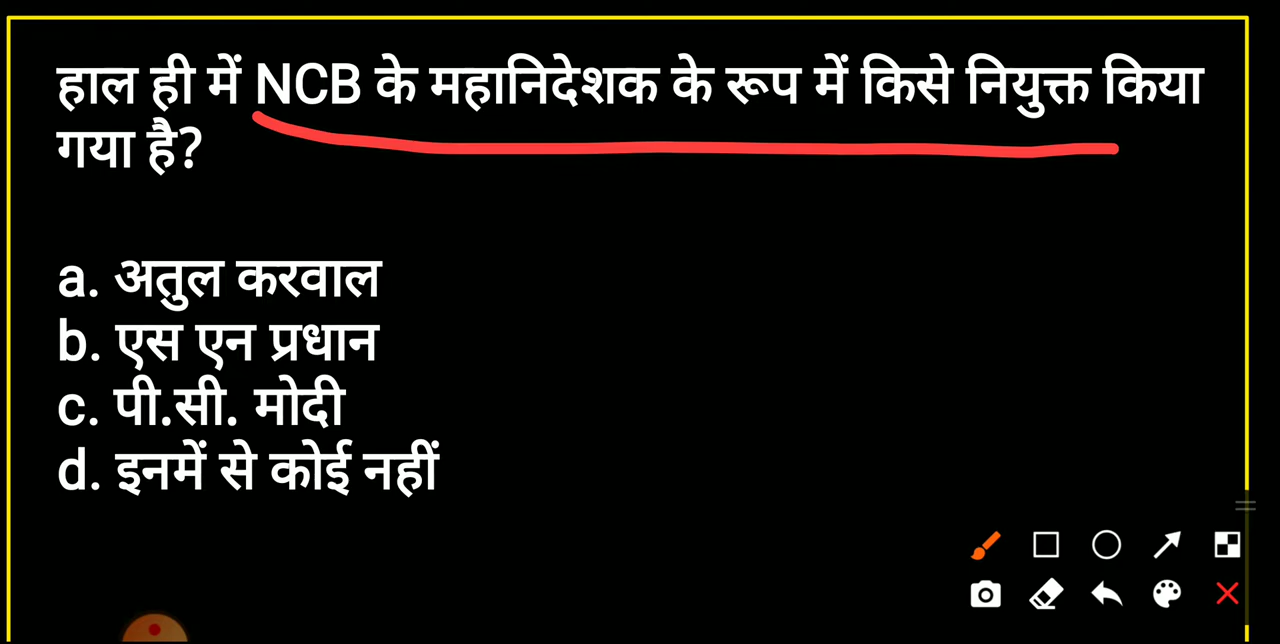 हाल ही में NCB के महानिदेशक के रूप में किसे नियुक्त किया
गया है?
a. अतुल करवाल
b. एस एन प्रधान
c. पी.सी. मोदी
d. इनमें से कोई नहीं